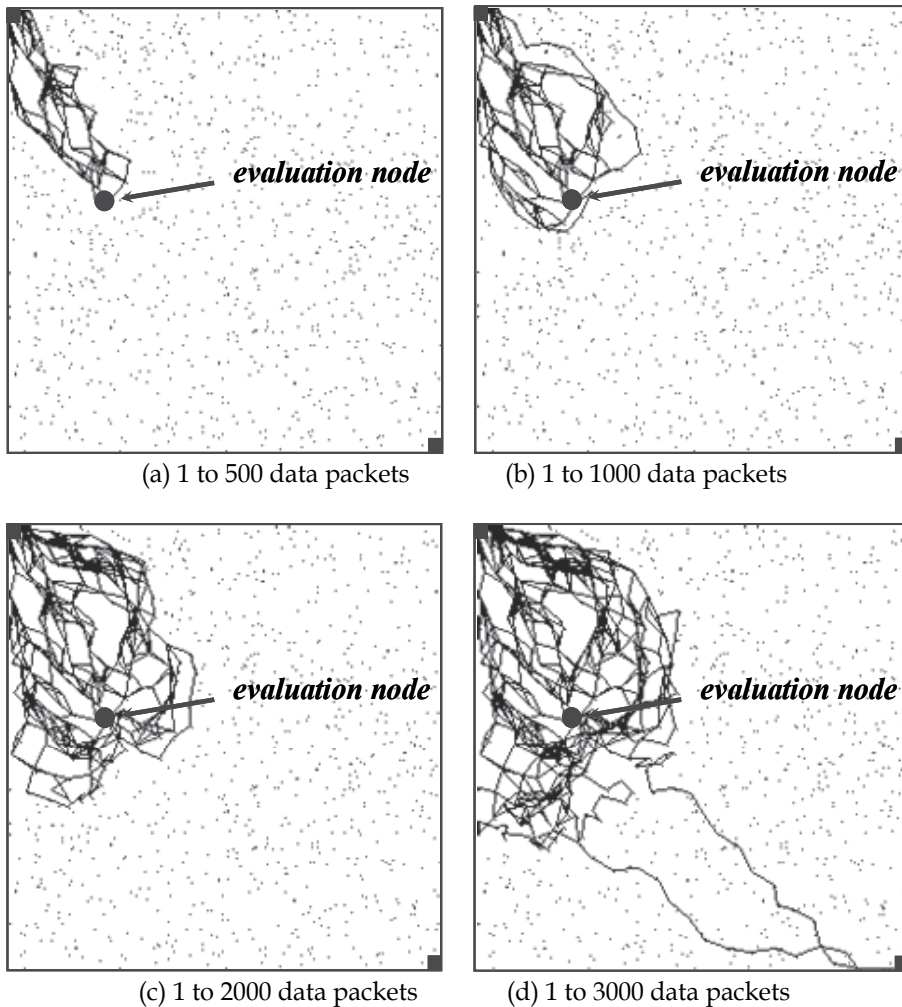 evaluation node
evaluation node
(a) 1 to 500 data packets
(b) 1 to 1000 data packets
evaluation node
evaluation node
(c) 1 to 2000 data packets
(d) 1 to 3000 data packets